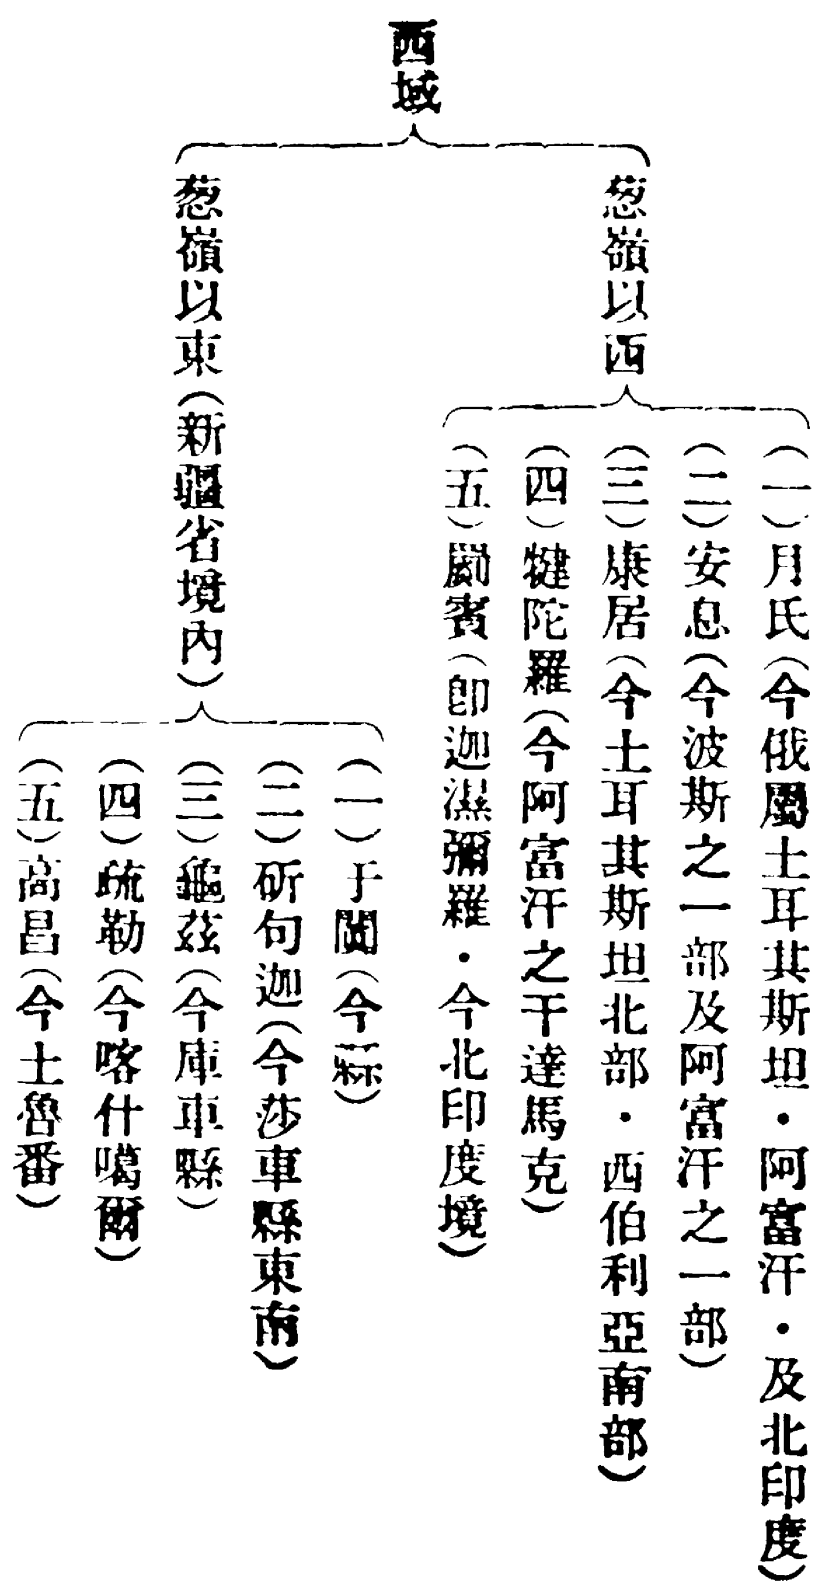 西域
葱嶺以西
(一)月氏(今俄屬土耳其斯坦・阿富汗・及北印度)
(二)安息(今波斯之一部及阿富汗之一部)
(三)康居(今土耳其斯坦北部・西伯利亞南部)
(四)犍陀羅(今阿富汗之干達馬克)
(五)罽賓(卽迦濕彌羅・今北印度境)
葱嶺以東(新疆省境內)
(一)于闐(今
(二)斫句迦(今莎車縣東南)
(三)龜茲(今庫車縣)
(四)疏勒(今喀什噶爾)
(五)高昌(今土魯番)